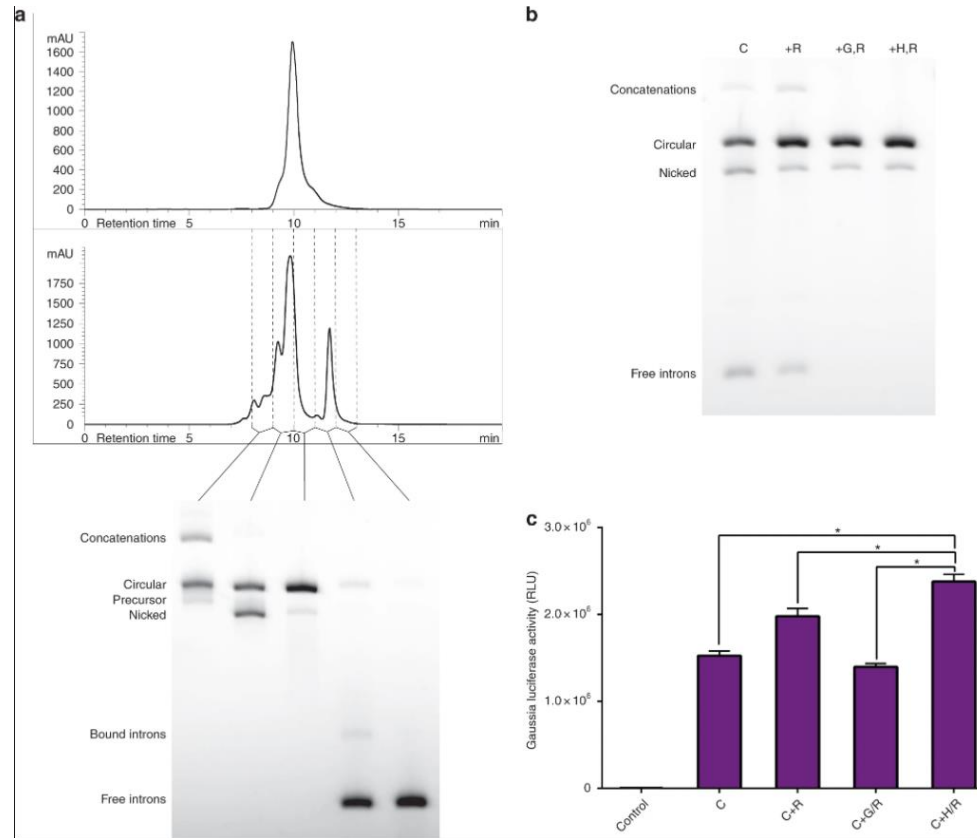 a
mAU
1600
1400
1200
1000
800
600
400
200
0
0 Retention time 5 10 15 min
mAU
1750
1500
1250
1000
750
500
250
0
0 Retention time 5 10 15 min
Concatenations
Circular
Precursor
Nicked
Bound introns
Free introns
b
C +R +G,R +H,R
Concatenations
Circular
Nicked
Free introns
c
Gaussia luciferase activity (RLU)
3.0 × 10⁶
2.0 × 10⁶
1.0 × 10⁶
0
* 
*
*
Control C C+R C+G/R C+H/R